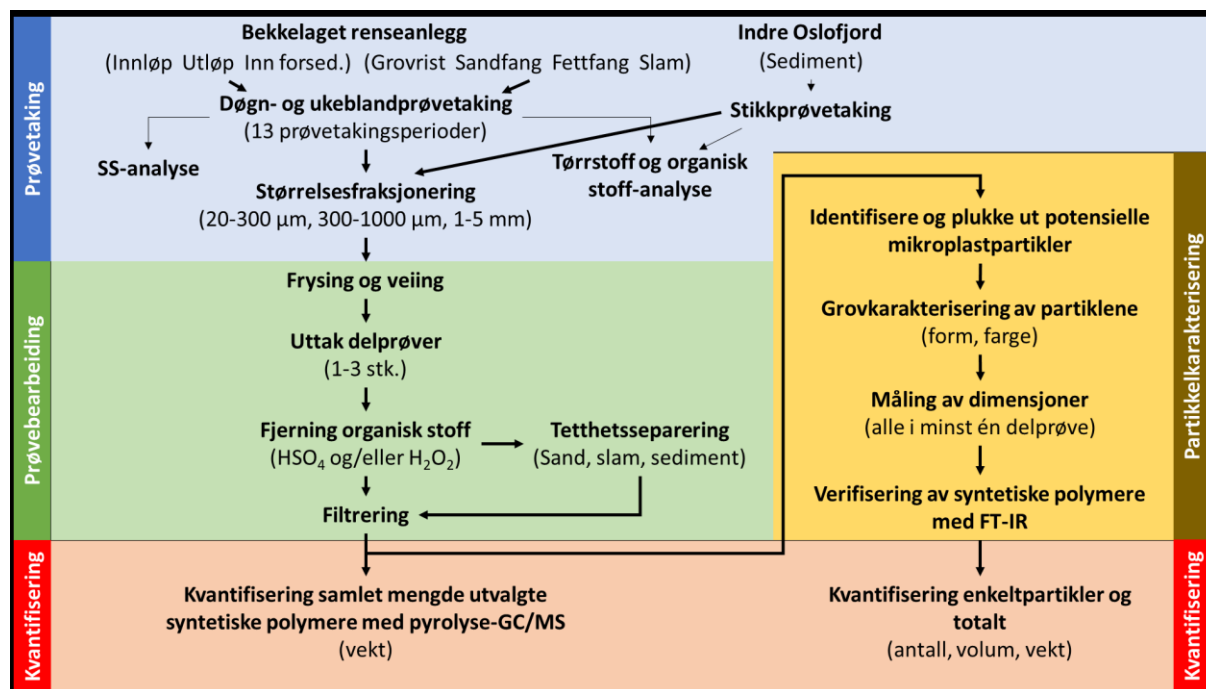 Prøvetaking
Bekkelaget renseanlegg
(Innløp Utløp Inn forsed.) (Grovrist Sandfang Fettfang Slam)
Døgn- og ukeblandprøvetaking
(13 prøvetakingsperioder)
SS-analyse
Størrelsesfraksjonering
(20-300 µm, 300-1000 µm, 1-5 mm)
Indre Oslofjord
(Sediment)
Stikkprøvetaking
Tørrstoff og organisk
stoff-analyse
Prøvebearbeiding
Frysing og veiing
Uttak delprøver
(1-3 stk.)
Fjerning organisk stoff
(HSO₄ og/eller H₂O₂)
Tetthetsseparering
(Sand, slam, sediment)
Filtrering
Partikkelkarakterisering
Identifisere og plukke ut potensielle
mikroplastpartikler
Grovkarakterisering av partiklene
(form, farge)
Måling av dimensjoner
(alle i minst én delprøve)
Verifisering av syntetiske polymere
med FT-IR
Kvantifisering
Kvantifisering samlet mengde utvalgte
syntetiske polymere med pyrolyse-GC/MS
(vekt)
Kvantifisering enkeltpartikler og
totalt
(antall, volum, vekt)
Kvantifisering